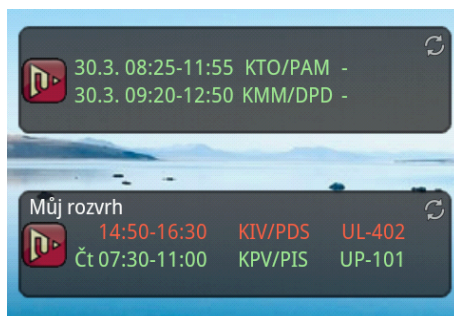 30.3. 08:25-11:55 KTO/PAM -
30.3. 09:20-12:50 KMM/DPD -
Můj rozvrh
14:50-16:30 KIV/PDS UL-402
Čt 07:30-11:00 KPV/PIS UP-101